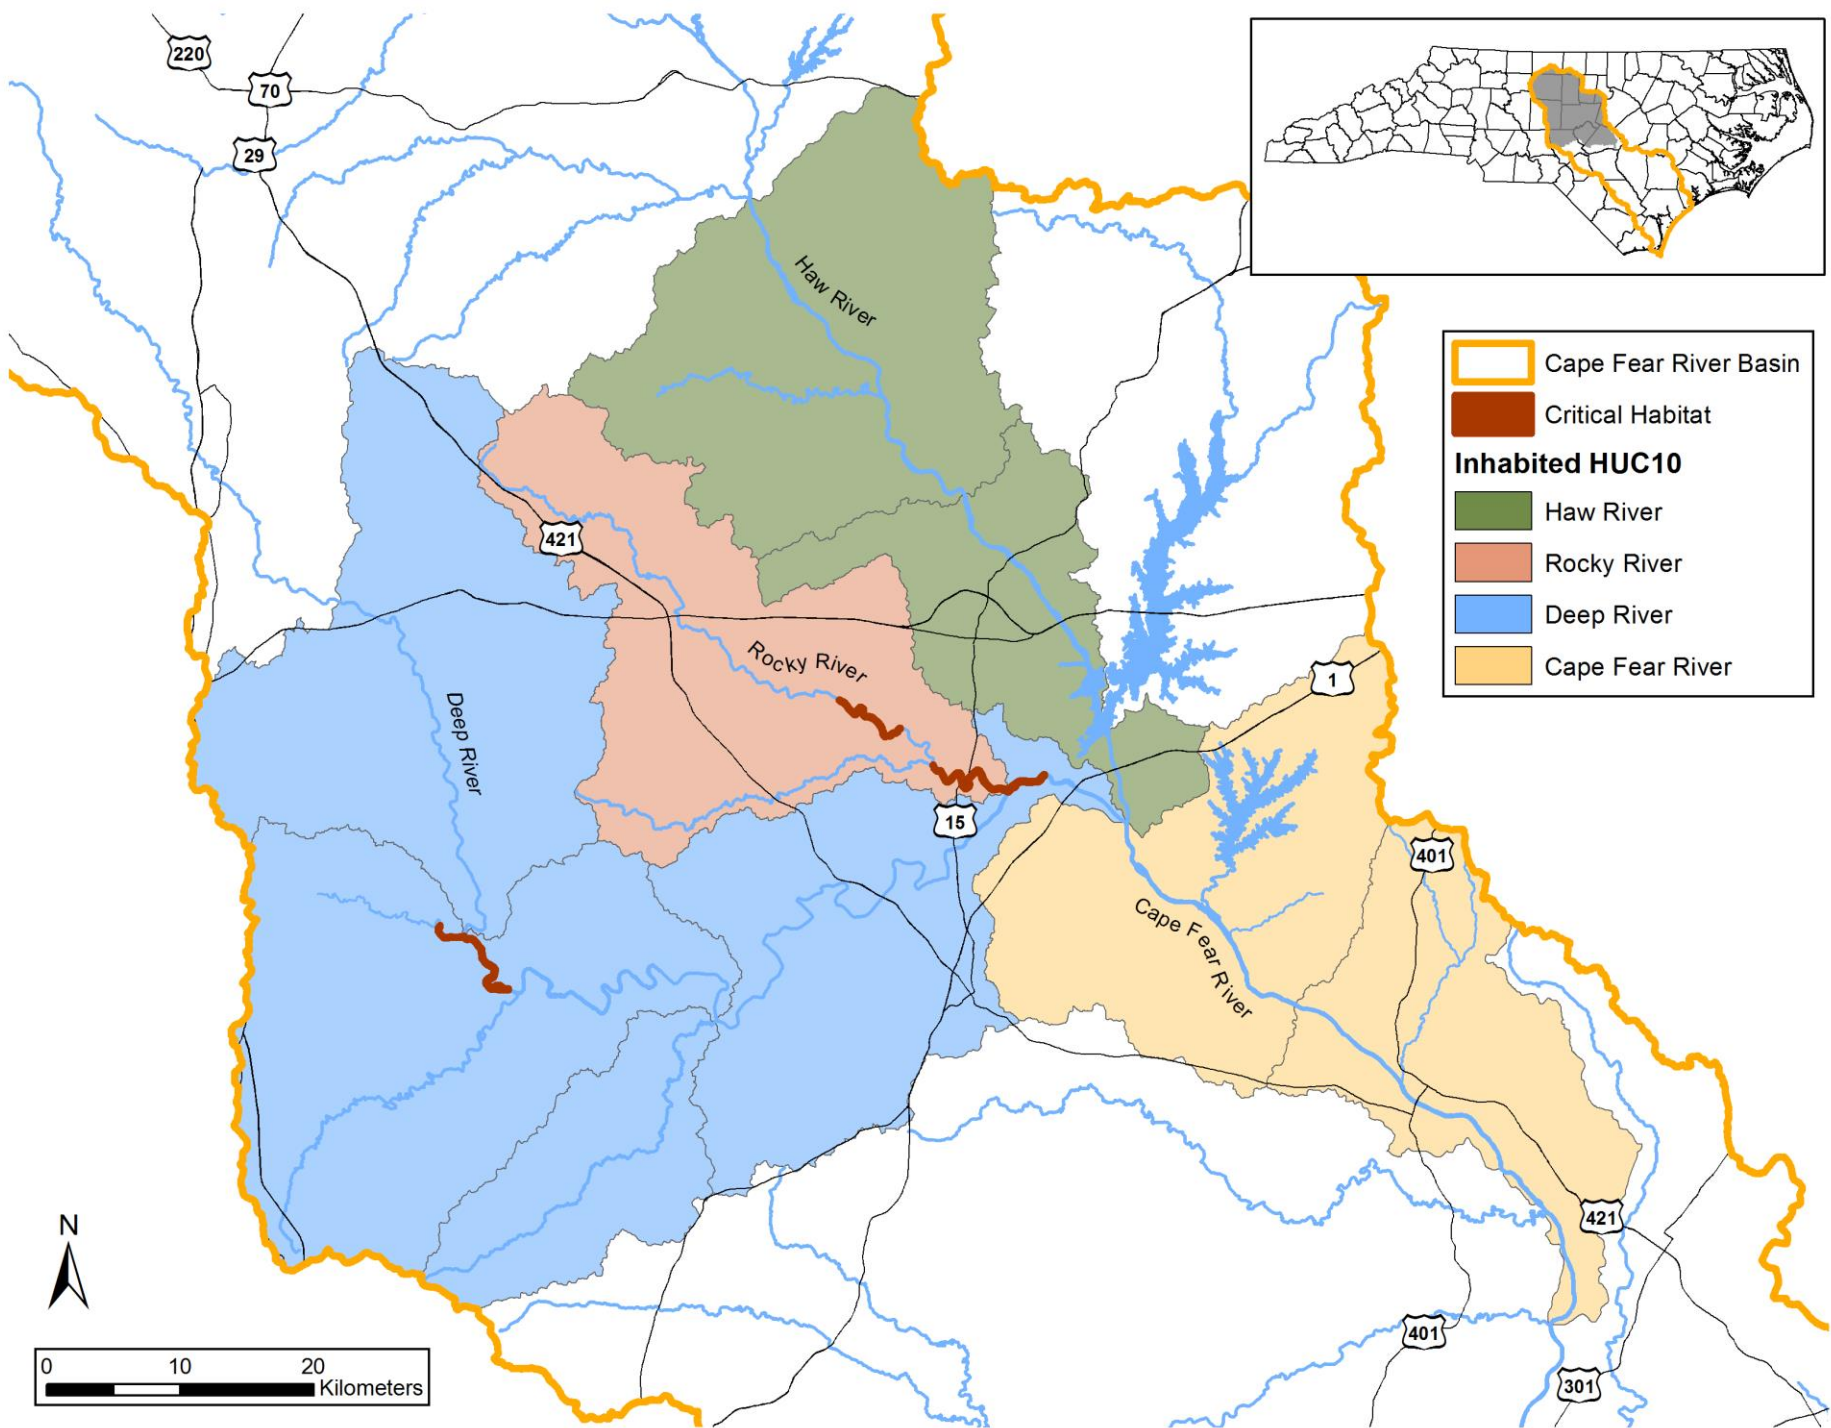 220
70
29
Haw River
Cape Fear River Basin
Critical Habitat
Inhabited HUC10
Haw River
Rocky River
Deep River
Cape Fear River
421
Rocky River
1
Deep River
15
401
Cape Fear River
421
N
0 10 20
Kilometers
401
301